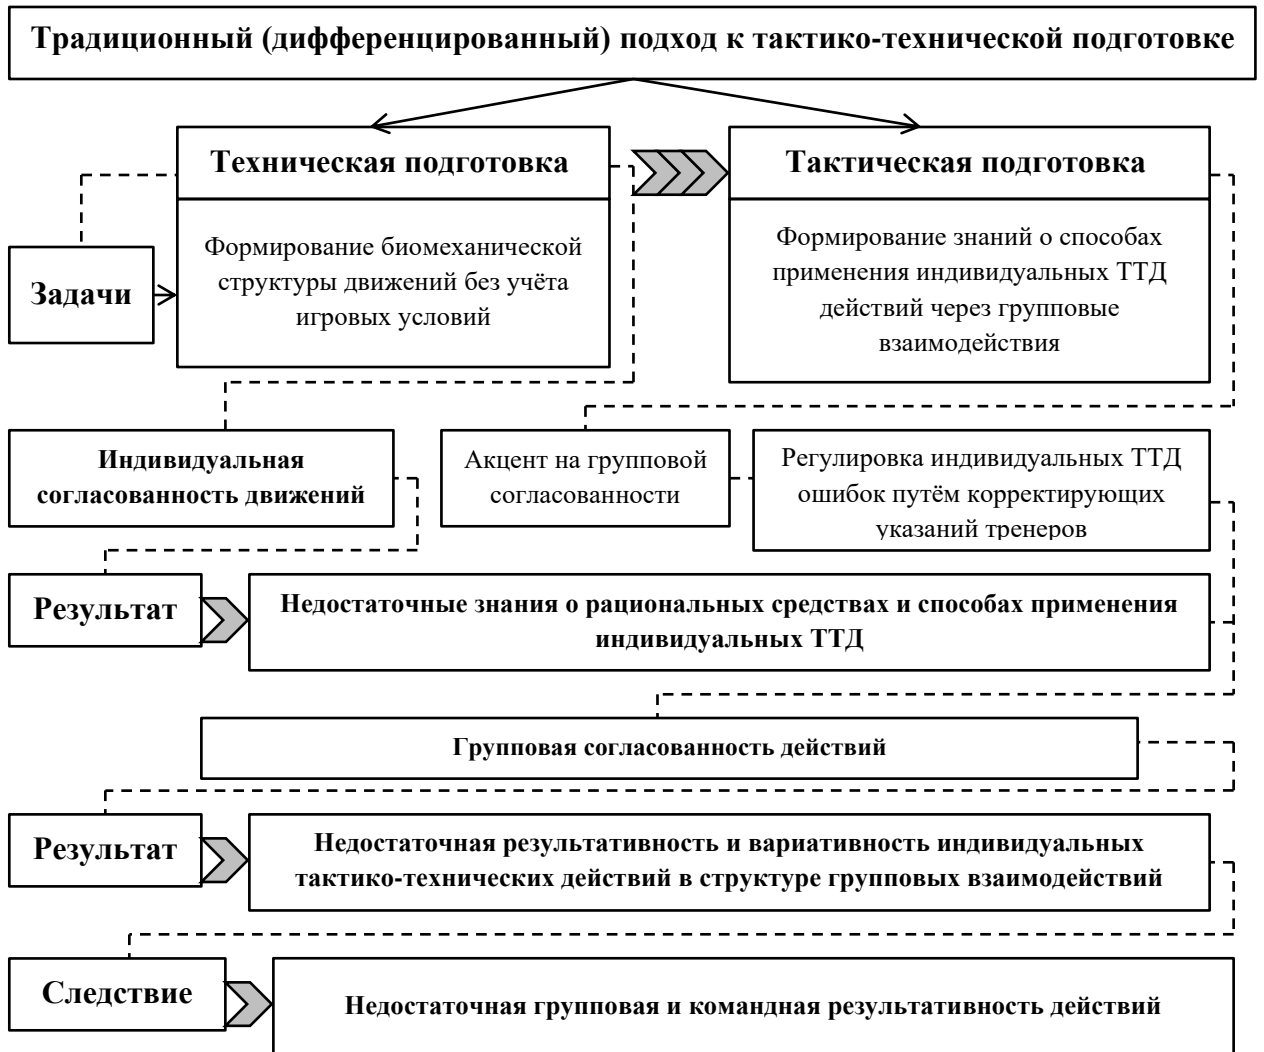 Традиционный (дифференцированный) подход к тактико-технической подготовке
Техническая подготовка
Тактическая подготовка
Задачи
Формирование биомеханической
структуры движений без учёта
игровых условий
Формирование знаний о способах
применения индивидуальных ТТД
действий через групповые
взаимодействия
Индивидуальная
согласованность движений
Акцент на групповой
согласованности
Регулировка индивидуальных ТТД
ошибок путём корректирующих
указаний тренеров
Результат
Недостаточные знания о рациональных средствах и способах применения
индивидуальных ТТД
Групповая согласованность действий
Результат
Недостаточная результативность и вариативность индивидуальных
тактико-технических действий в структуре групповых взаимодействий
Следствие
Недостаточная групповая и командная результативность действий